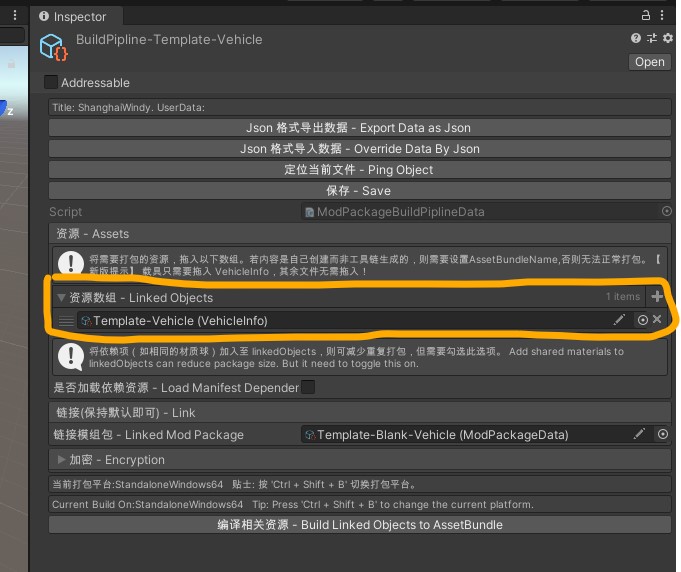 Inspector
BuildPipline-Template-Vehicle
Open
Addressable
Title: ShanghaiWindy. UserData:
Json 格式导出数据 - Export Data as Json
Json 格式导入数据 - Override Data By Json
定位当前文件 - Ping Object
保存 - Save
Script ModPackageBuildPiplineData
资源 - Assets
将需要打包的资源，拖入以下数组。若内容是自己创建而非工具链生成的，则需要设置AssetBundleName,否则无法正常打包。【
新版提示】 载具只需要拖入 VehicleInfo，其余文件无需拖入！
资源数组 - Linked Objects 1 items
Template-Vehicle (VehicleInfo)
将依赖项（如相同的材质球）加入至 linkedObjects，则可减少重复打包，但需要勾选此选项。 Add shared materials to
linkedObjects can reduce package size. But it need to toggle this on.
是否加载依赖资源 - Load Manifest Depender
链接(保持默认即可) - Link
链接模组包 - Linked Mod Package Template-Blank-Vehicle (ModPackageData)
加密 - Encryption
当前打包平台:StandaloneWindows64 贴士: 按 'Ctrl + Shift + B' 切换打包平台。
Current Build On:StandaloneWindows64 Tip: Press 'Ctrl + Shift + B' to change the current platform.
编译相关资源 - Build Linked Objects to AssetBundle
z